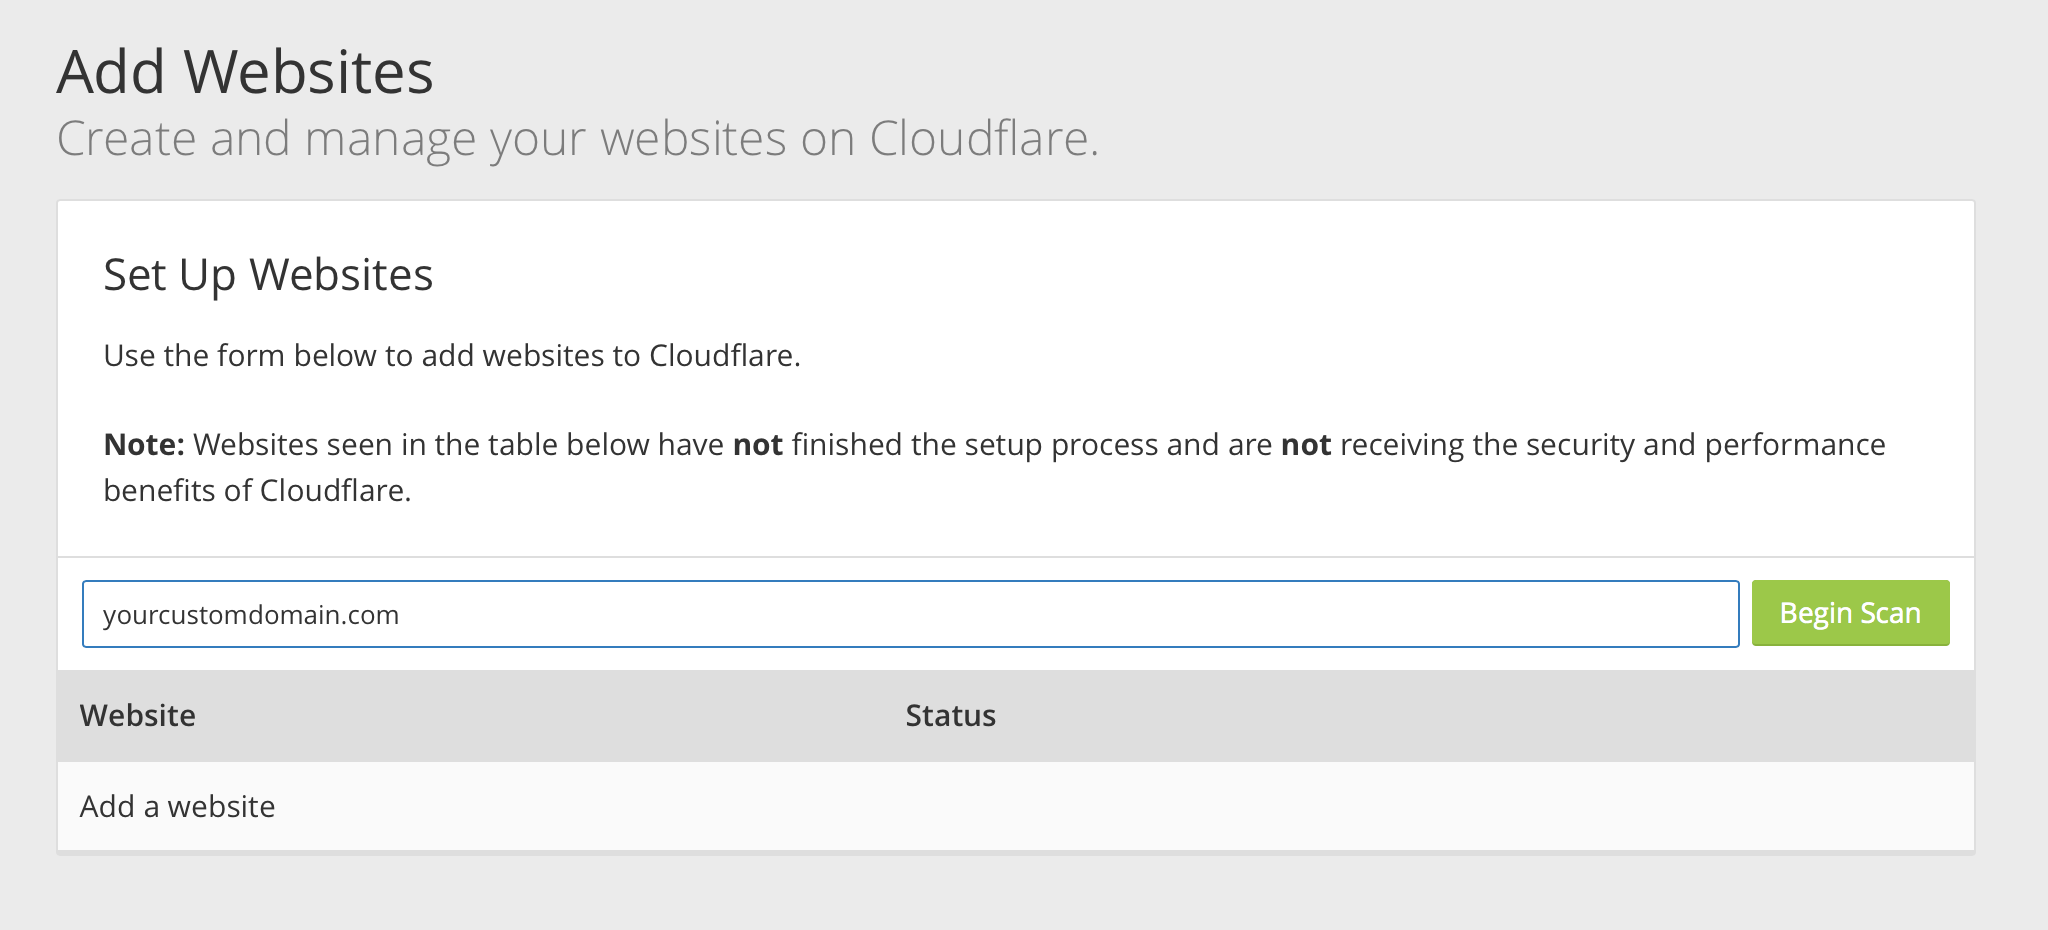 Add Websites
Create and manage your websites on Cloudflare.
Set Up Websites
Use the form below to add websites to Cloudflare.
Note: Websites seen in the table below have not finished the setup process and are not receiving the security and performance
benefits of Cloudflare.
yourcustomdomain.com
Begin Scan
Website Status
Add a website